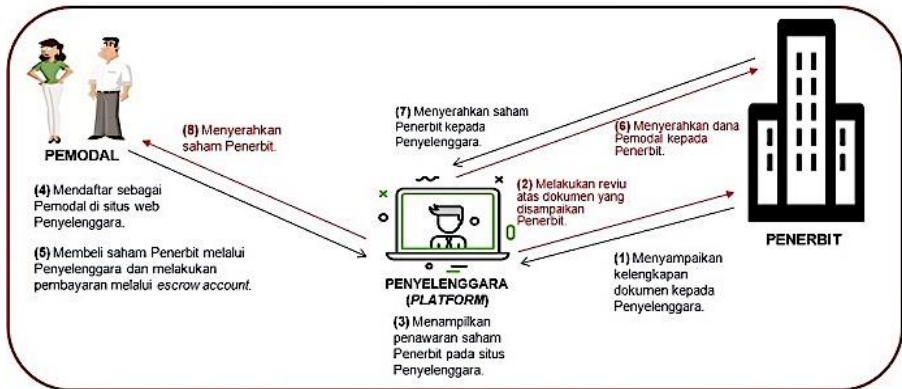 (7) Menyerahkan saham
Penerbit kepada
Penyelenggara.
(8) Menyerahkan
saham Penerbit.
(6) Menyerahkan dana
Pemodal kepada
Penerbit.
PEMODAL
(4) Mendaftar sebagai
Pemodal di situs web
Penyelenggara.
(2) Melakukan reviu
atas dokumen yang
disampaikan
Penerbit.
PENERBIT
(5) Membeli saham Penerbit melalui
Penyelenggara dan melakukan
pembayaran melalui escrow account.
(1) Menyampaikan
kelengkapan
dokumen kepada
Penyelenggara.
PENYELENGGARA
(PLATFORM)
(3) Menampilkan
penawaran saham
Penerbit pada situs
Penyelenggara.